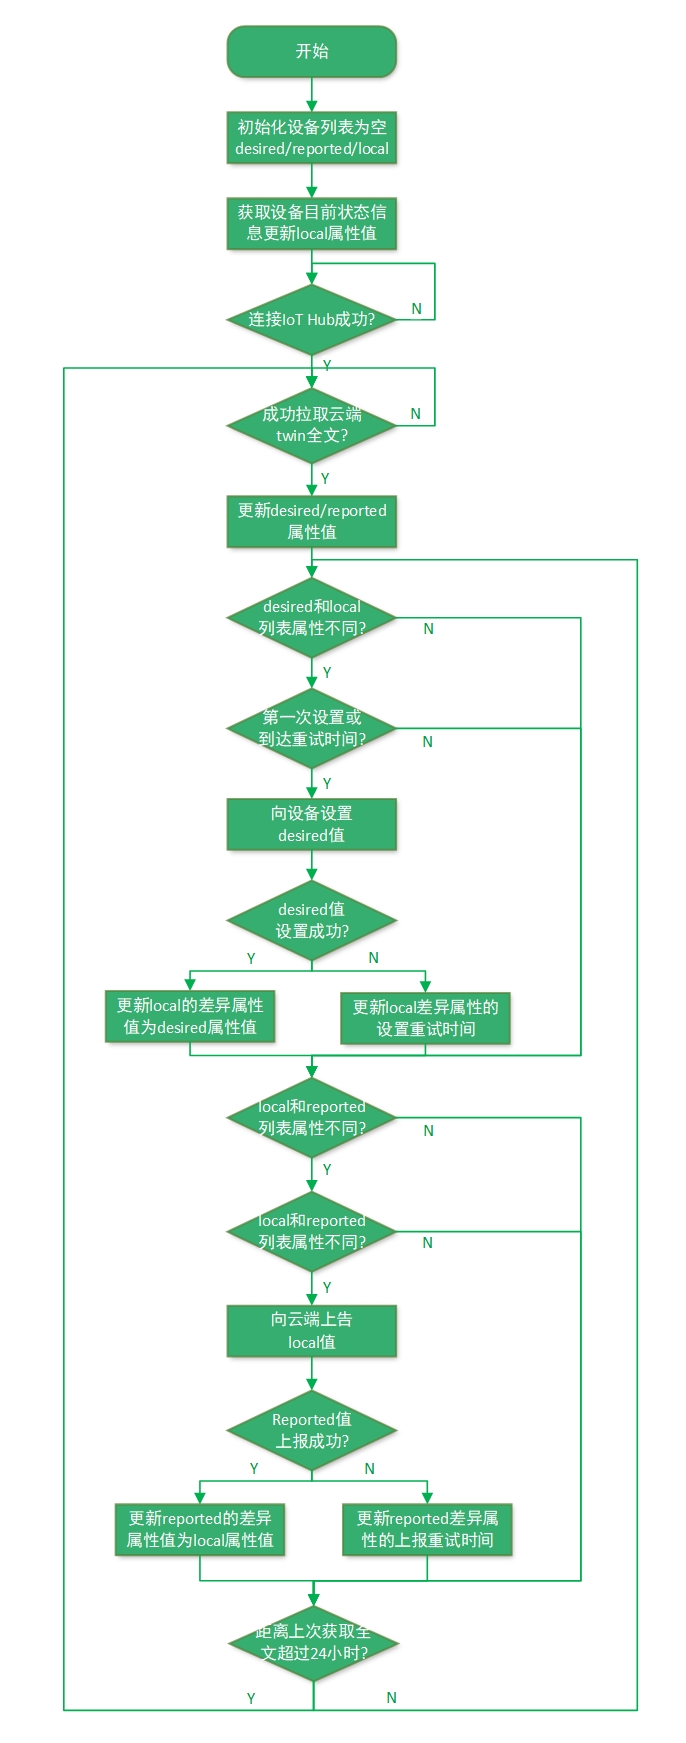 开始
初始化设备列表为空
desired/reported/local
获取设备目前状态信
息更新local属性值
连接IoT Hub成功?
N
Y
成功拉取云端
twin全文?
N
Y
更新desired/reported
属性值
desired和local
列表属性不同?
N
Y
第一次设置或
到达重试时间?
N
Y
向设备设置
desired值
desired值
设置成功?
Y
N
更新local的差异属性
值为desired属性值
更新local差异属性的
设置重试时间
local和reported
列表属性不同?
N
Y
local和reported
列表属性不同?
N
Y
向云端上告
local值
Reported值
上报成功?
Y
N
更新reported的差异
属性值为local属性值
更新reported差异属
性的上报重试时间
距离上次获取全
文超过24小时?
Y
N